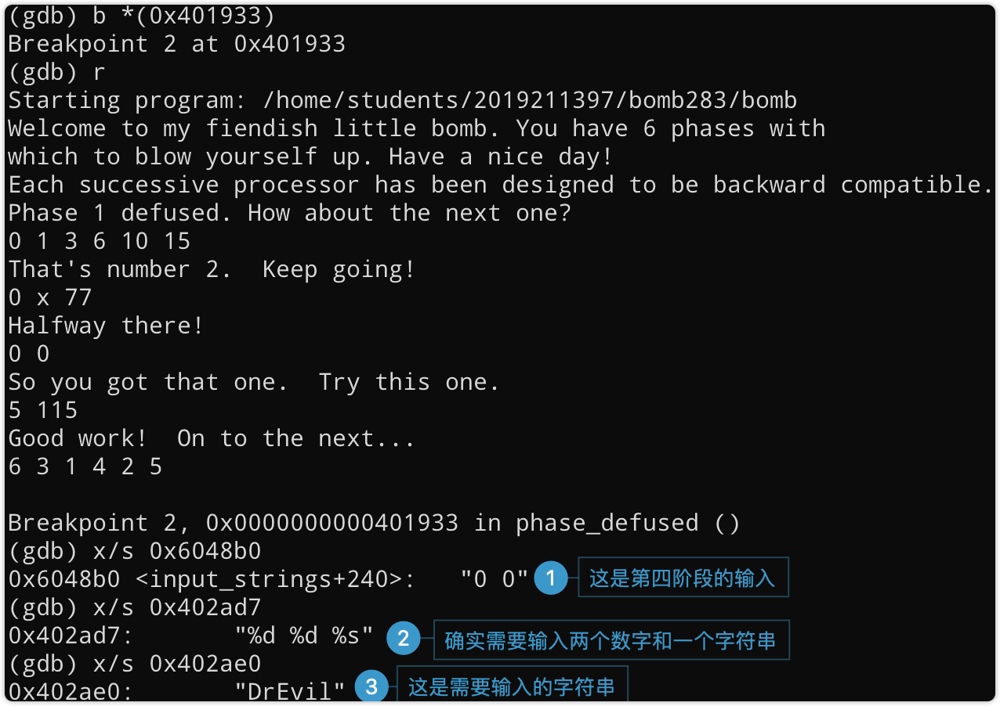 (gdb) b *(0x401933)
Breakpoint 2 at 0x401933
(gdb) r
Starting program: /home/students/2019211397/bomb283/bomb
Welcome to my fiendish little bomb. You have 6 phases with
which to blow yourself up. Have a nice day!
Each successive processor has been designed to be backward compatible.
Phase 1 defused. How about the next one?
0 1 3 6 10 15
That's number 2.  Keep going!
0 x 77
Halfway there!
0 0
So you got that one.  Try this one.
5 115
Good work!  On to the next...
6 3 1 4 2 5
Breakpoint 2, 0x0000000000401933 in phase_defused ()
(gdb) x/s 0x6048b0
0x6048b0 <input_strings+240>:   "0 0" 1 这是第四阶段的输入
(gdb) x/s 0x402ad7
0x402ad7:       "%d %d %s" 2 确实需要输入两个数字和一个字符串
(gdb) x/s 0x402ae0
0x402ae0:       "DrEvil" 3 这是需要输入的字符串